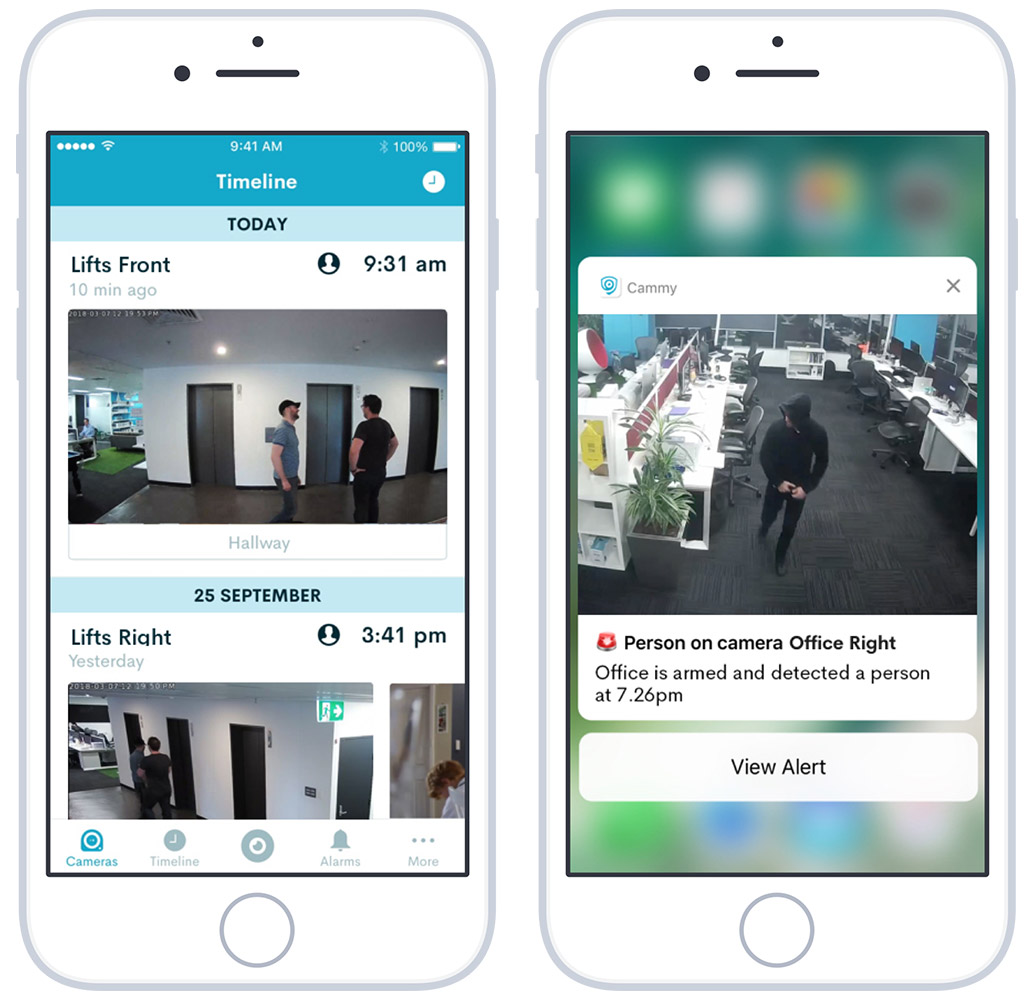 9:41 AM
100%
Timeline
TODAY
Lifts Front
9:31 am
10 min ago
2018-03-07 12 19 53 PM
Hallway
25 SEPTEMBER
Lifts Right
3:41 pm
Yesterday
2018-03-07 12 19 50 PM
Cameras
Timeline
Alarms
More
Cammy
Person on camera Office Right
Office is armed and detected a person
at 7.26pm
View Alert